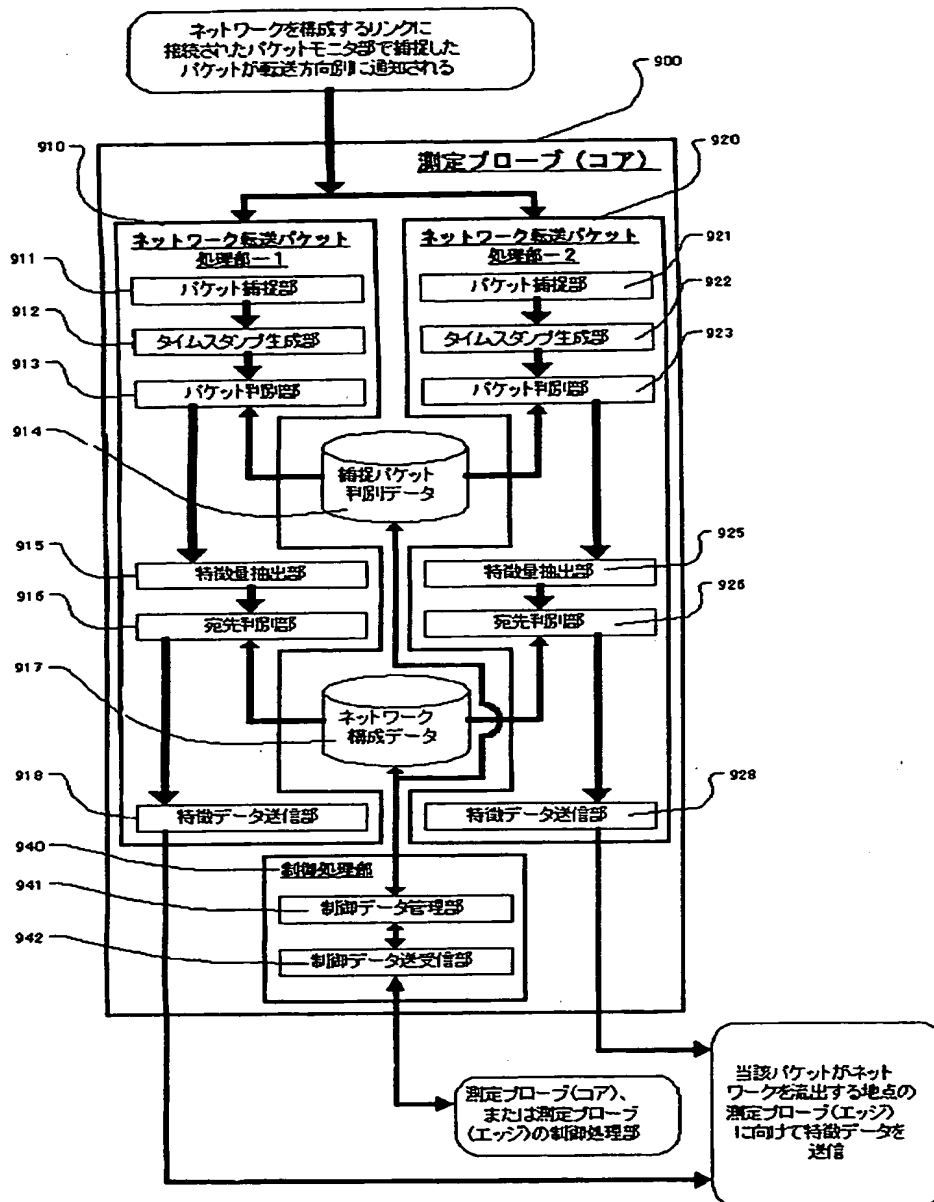 ネットワークを構成するリンクに
接続されたパケットモニタ部で捕捉した
パケットが転送方向別に通知される
900
910
920
測定プローブ（コア）
ネットワーク転送パケット
処理部－1
ネットワーク転送パケット
処理部－2
911
パケット捕捉部
パケット捕捉部
921
912
タイムスタンプ生成部
タイムスタンプ生成部
922
913
パケット判別部
パケット判別部
923
914
捕捉パケット
判別データ
915
特徴量抽出部
特徴量抽出部
925
916
宛先判別部
宛先判別部
926
917
ネットワーク
構成データ
918
特徴データ送信部
特徴データ送信部
928
940
制御処理部
941
制御データ管理部
942
制御データ送受信部
測定プローブ（コア）、
または測定プローブ
（エッジ）の制御処理部
当該パケットがネット
ワークを流出する地点の
測定プローブ（エッジ）
に向けて特徴データを
送信